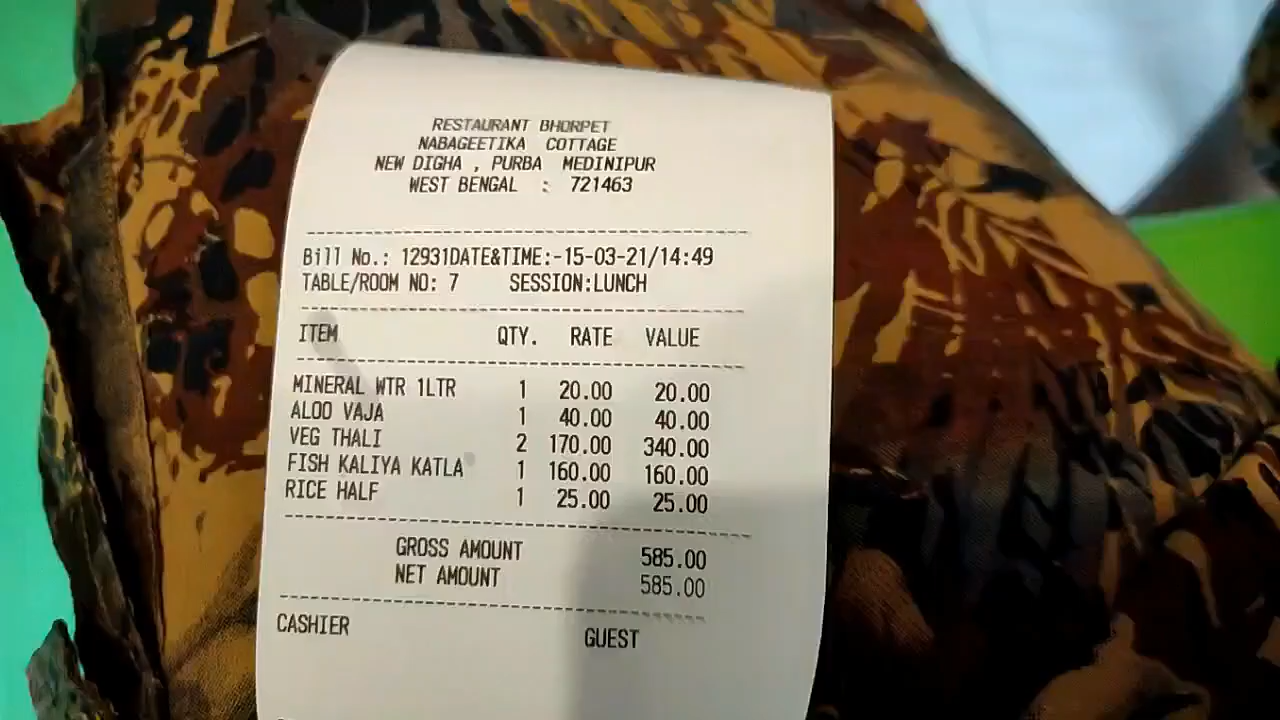 RESTAURANT BHORPET
NABAGEETIKA COTTAGE
NEW DIGHA , PURBA MEDINIPUR
WEST BENGAL : 721463
Bill No.: 12931DATE&TIME:-15-03-21/14:49
TABLE/ROOM NO: 7 SESSION:LUNCH
ITEM QTY. RATE VALUE
MINERAL WTR 1LTR 1 20.00 20.00
ALOO VAJA 1 40.00 40.00
VEG THALI 2 170.00 340.00
FISH KALIYA KATLA 1 160.00 160.00
RICE HALF 1 25.00 25.00
GROSS AMOUNT 585.00
NET AMOUNT 585.00
CASHIER GUEST